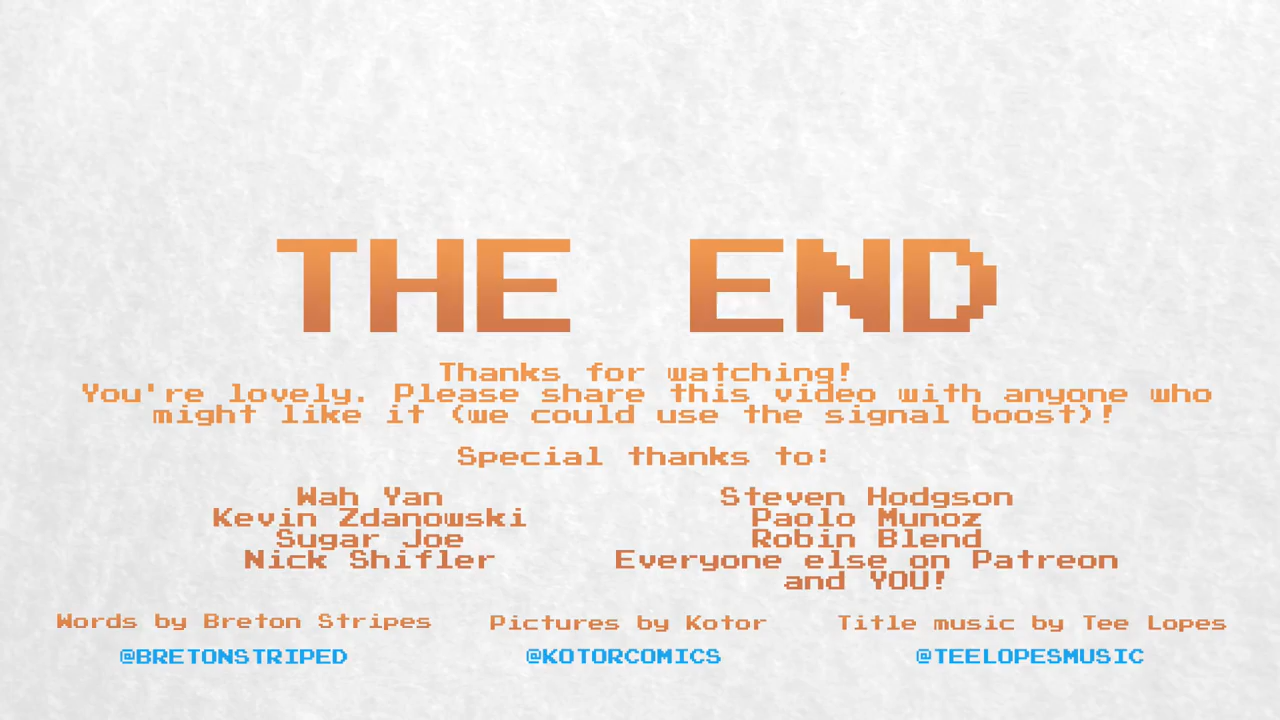 THE END
Thanks for watching!
You're lovely. Please share this video with anyone who
might like it (we could use the signal boost)!
Special thanks to:
Wah Yan
Kevin Zdanowski
Sugar Joe
Nick Shifler
Steven Hodgson
Paolo Munoz
Robin Blend
Everyone else on Patreon
and YOU!
Words by Breton Stripes
@BRETONSTRIPED
Pictures by Kotor
@KOTORCOMICS
Title music by Tee Lopes
@TEELOPESMUSIC